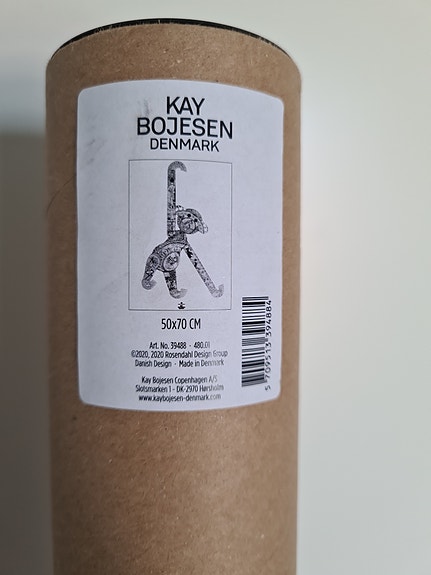 KAY
BOJESEN
DENMARK
50x70 CM
Art. No. 39488 - 480.01
©2020, 2020 Rosendahl Design Group
Danish Design - Made in Denmark
Kay Bojesen Copenhagen A/S
Slotsmarken 1 - DK-2970 Hørsholm
www.kaybojesen-denmark.com
5 709513 394884